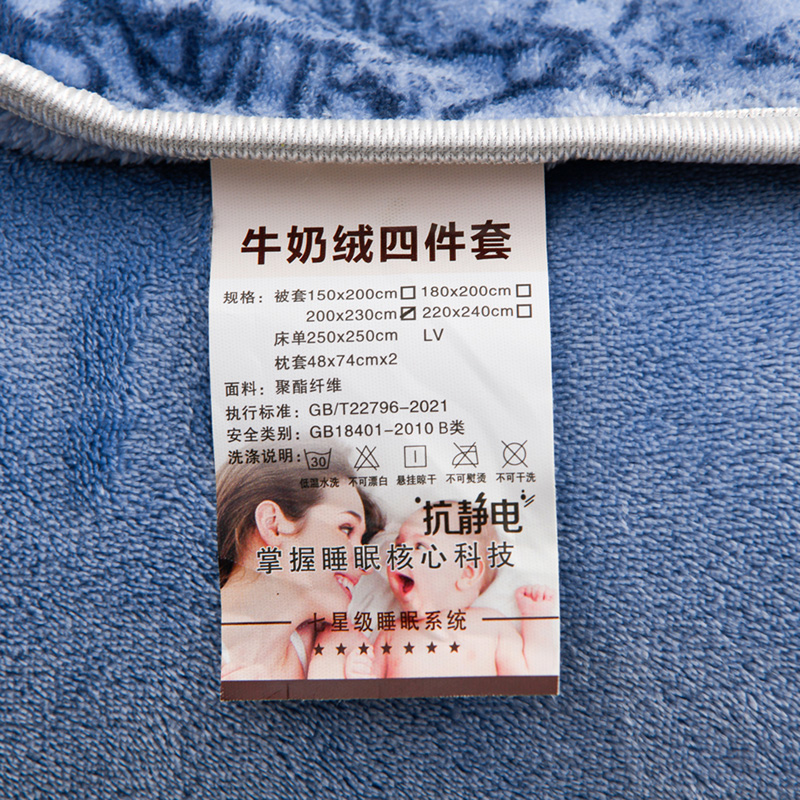 牛奶绒四件套
规格：被套150x200cm□ 180x200cm□
200x230cm☑ 220x240cm□
床单250x250cm LV
枕套48x74cmx2
面料：聚酯纤维
执行标准：GB/T22796-2021
安全类别：GB18401-2010 B类
洗涤说明：
30
低温水洗 不可漂白 悬挂晾干 不可熨烫 不可干洗
抗静电
掌握睡眠核心科技
七星级睡眠系统
★★★★★★★